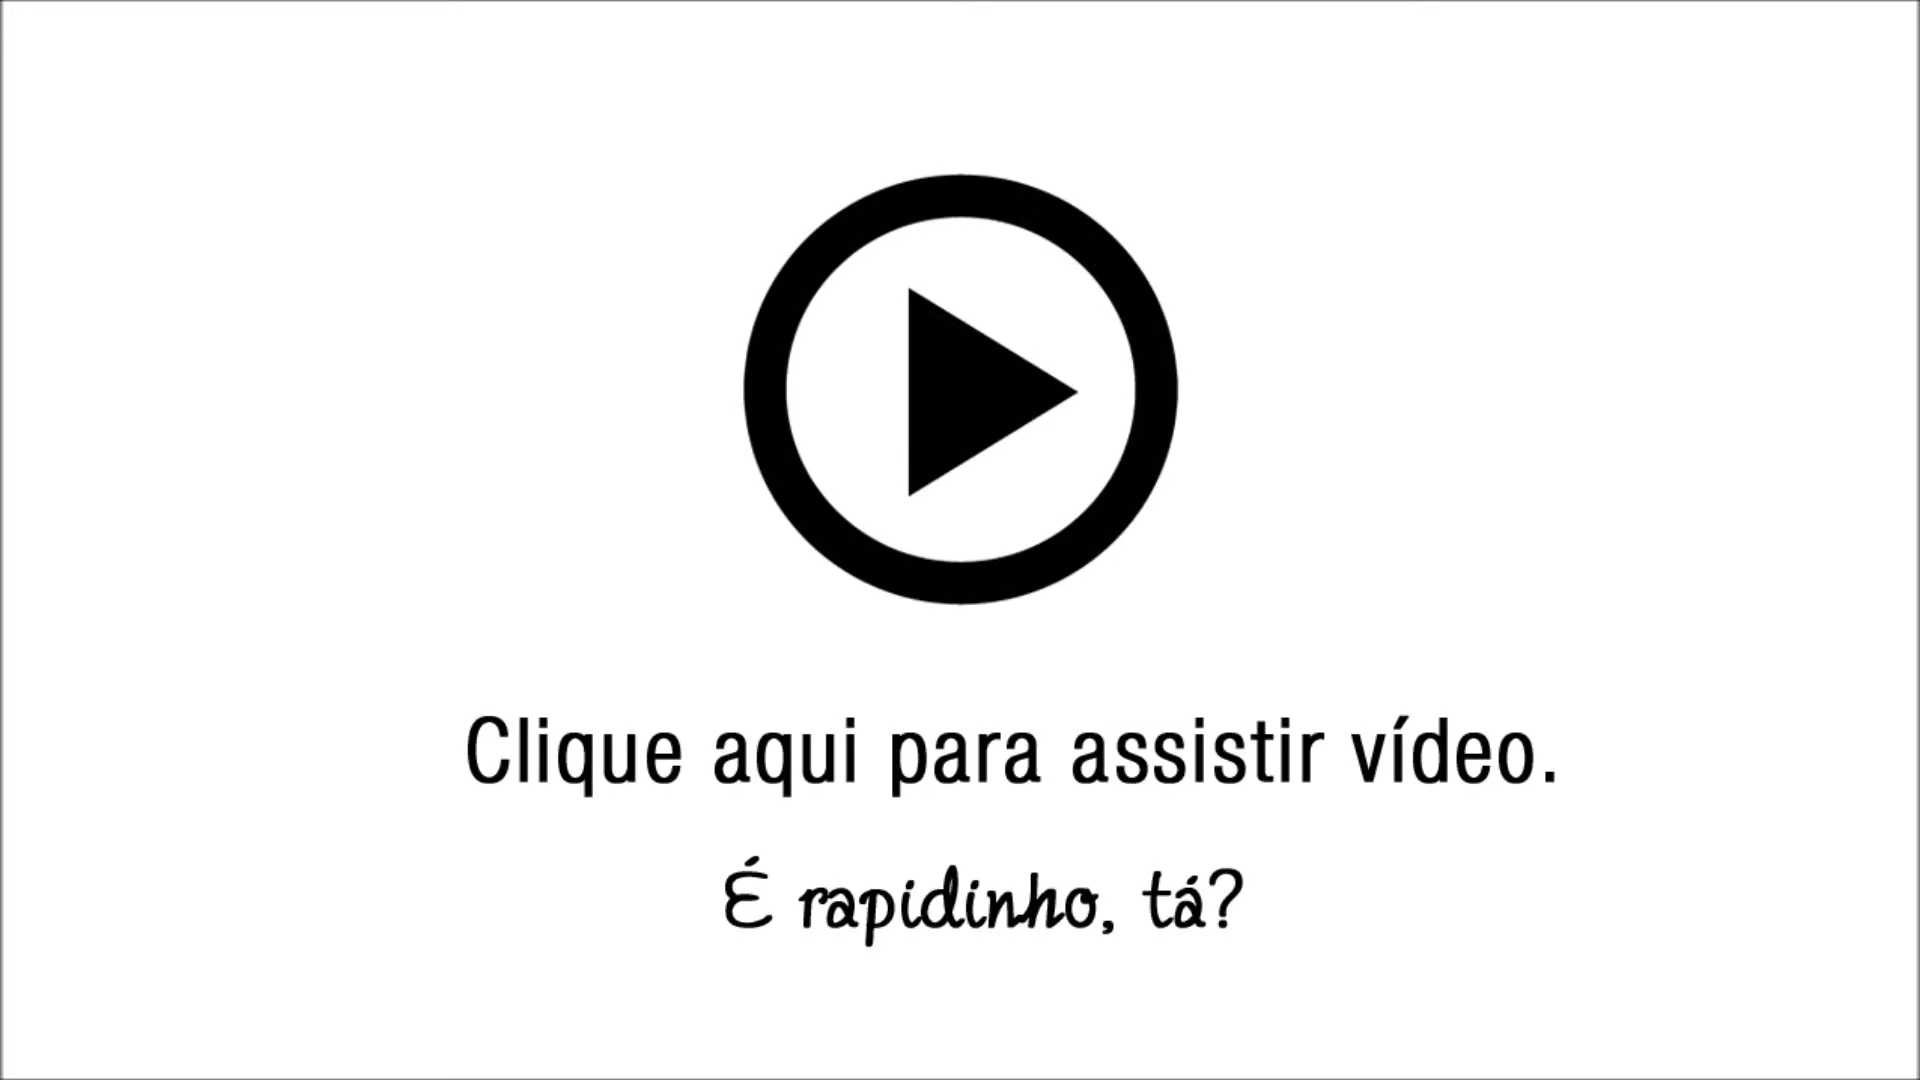 Clique aqui para assistir vídeo.
É rapidinho, tá?